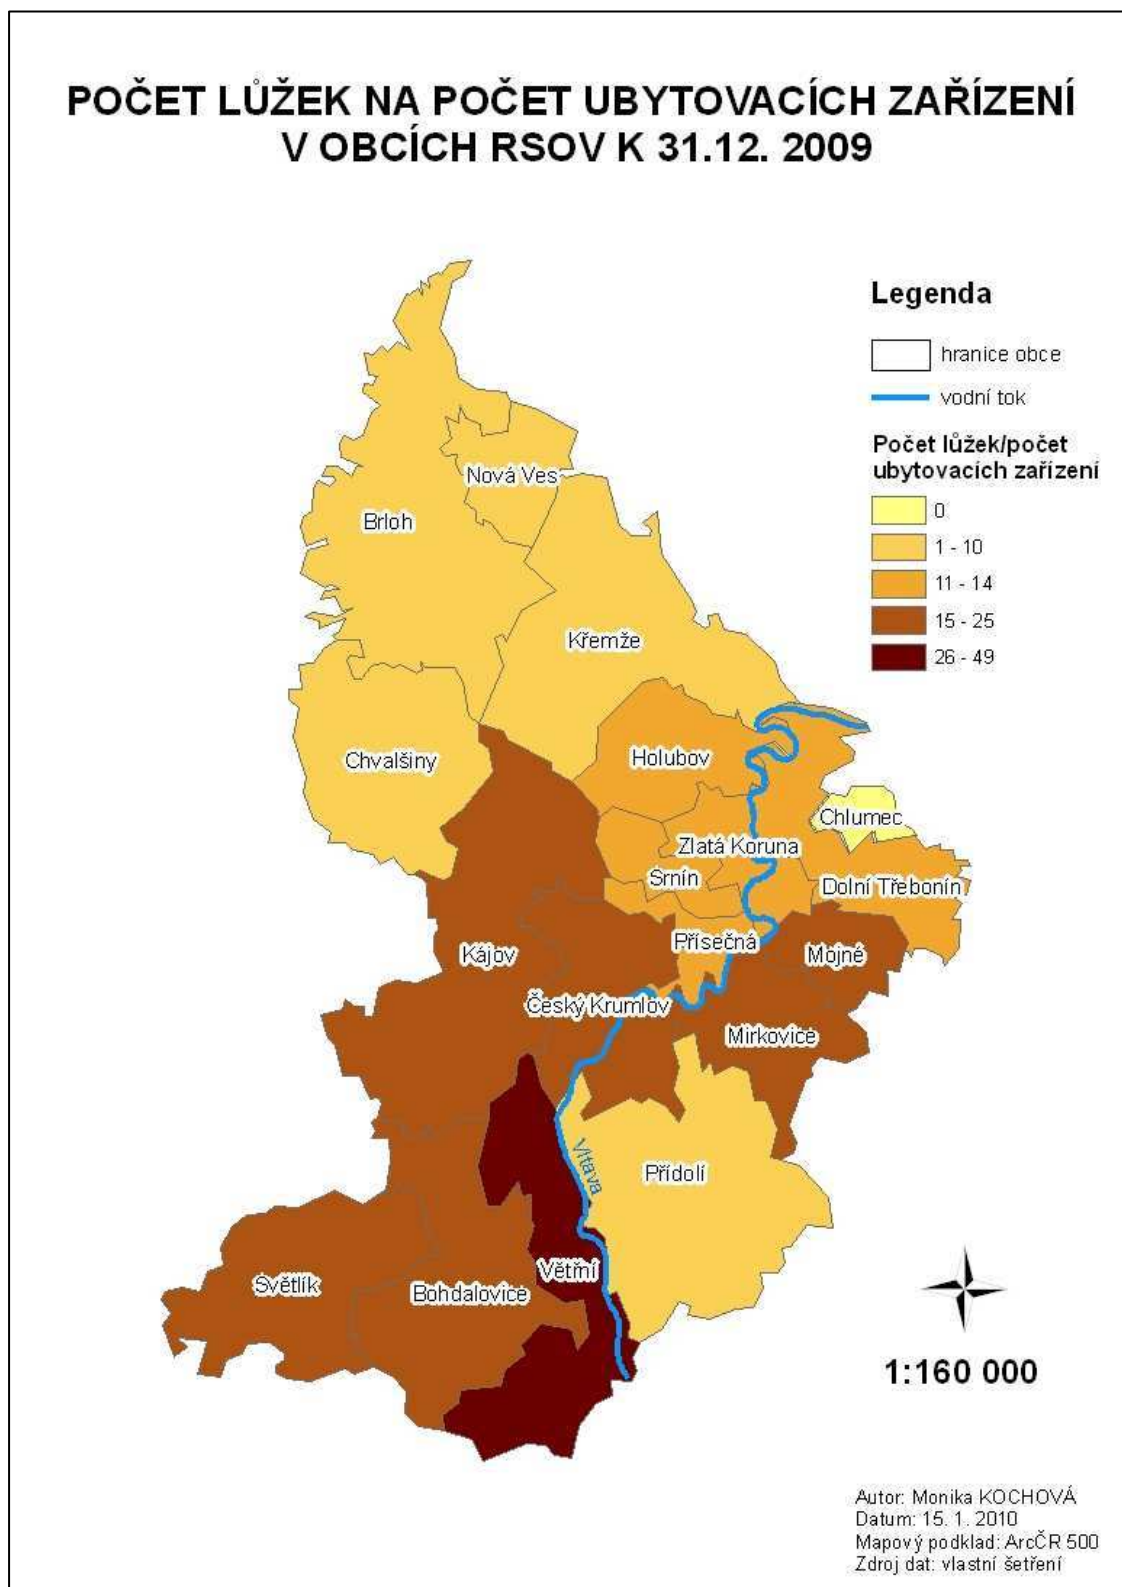 POČET LŮŽEK NA POČET UBYTOVACÍCH ZAŘÍZENÍ
V OBCÍCH RSOV K 31.12. 2009
Legenda
hranice obce
vodní tok
Počet lůžek/počet
ubytovacích zařízení
0
1 - 10
11 - 14
15 - 25
26 - 49
Nová Ves
Brloh
Křemže
Chvalšiny
Holubov
Chlumec
Zlatá Koruna
Srnín
Dolní Třebonín
Přísečná
Kájov
Mojné
Český Krumlov
Mirkovice
Vltava
Přídolí
Větřní
Světlík
Bohdalovice
1:160 000
Autor: Monika KOCHOVÁ
Datum: 15. 1. 2010
Mapový podklad: ArcČR 500
Zdroj dat: vlastní šetření